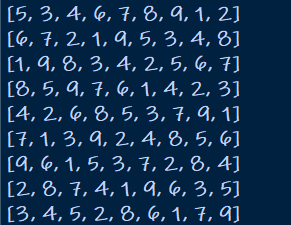 [5, 3, 4, 6, 7, 8, 9, 1, 2]
[6, 7, 2, 1, 9, 5, 3, 4, 8]
[1, 9, 8, 3, 4, 2, 5, 6, 7]
[8, 5, 9, 7, 6, 1, 4, 2, 3]
[4, 2, 6, 8, 5, 3, 7, 9, 1]
[7, 1, 3, 9, 2, 4, 8, 5, 6]
[9, 6, 1, 5, 3, 7, 2, 8, 4]
[2, 8, 7, 4, 1, 9, 6, 3, 5]
[3, 4, 5, 2, 8, 6, 1, 7, 9]